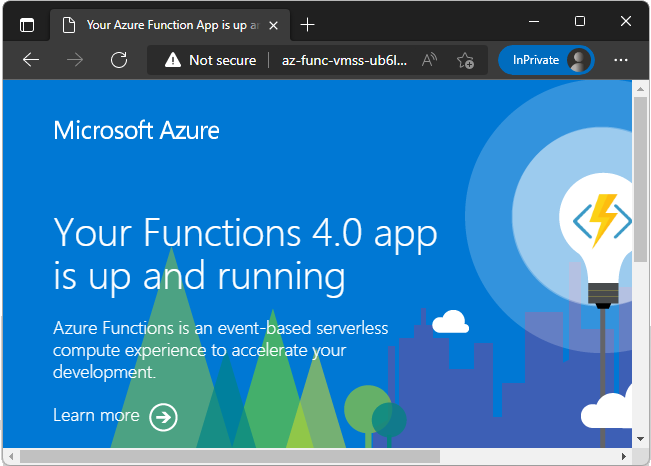 Your Azure Function App is up ar
Not secure
az-func-vmss-ub6l...
InPrivate
Microsoft Azure
Your Functions 4.0 app
is up and running
Azure Functions is an event-based serverless
compute experience to accelerate your
development.
Learn more